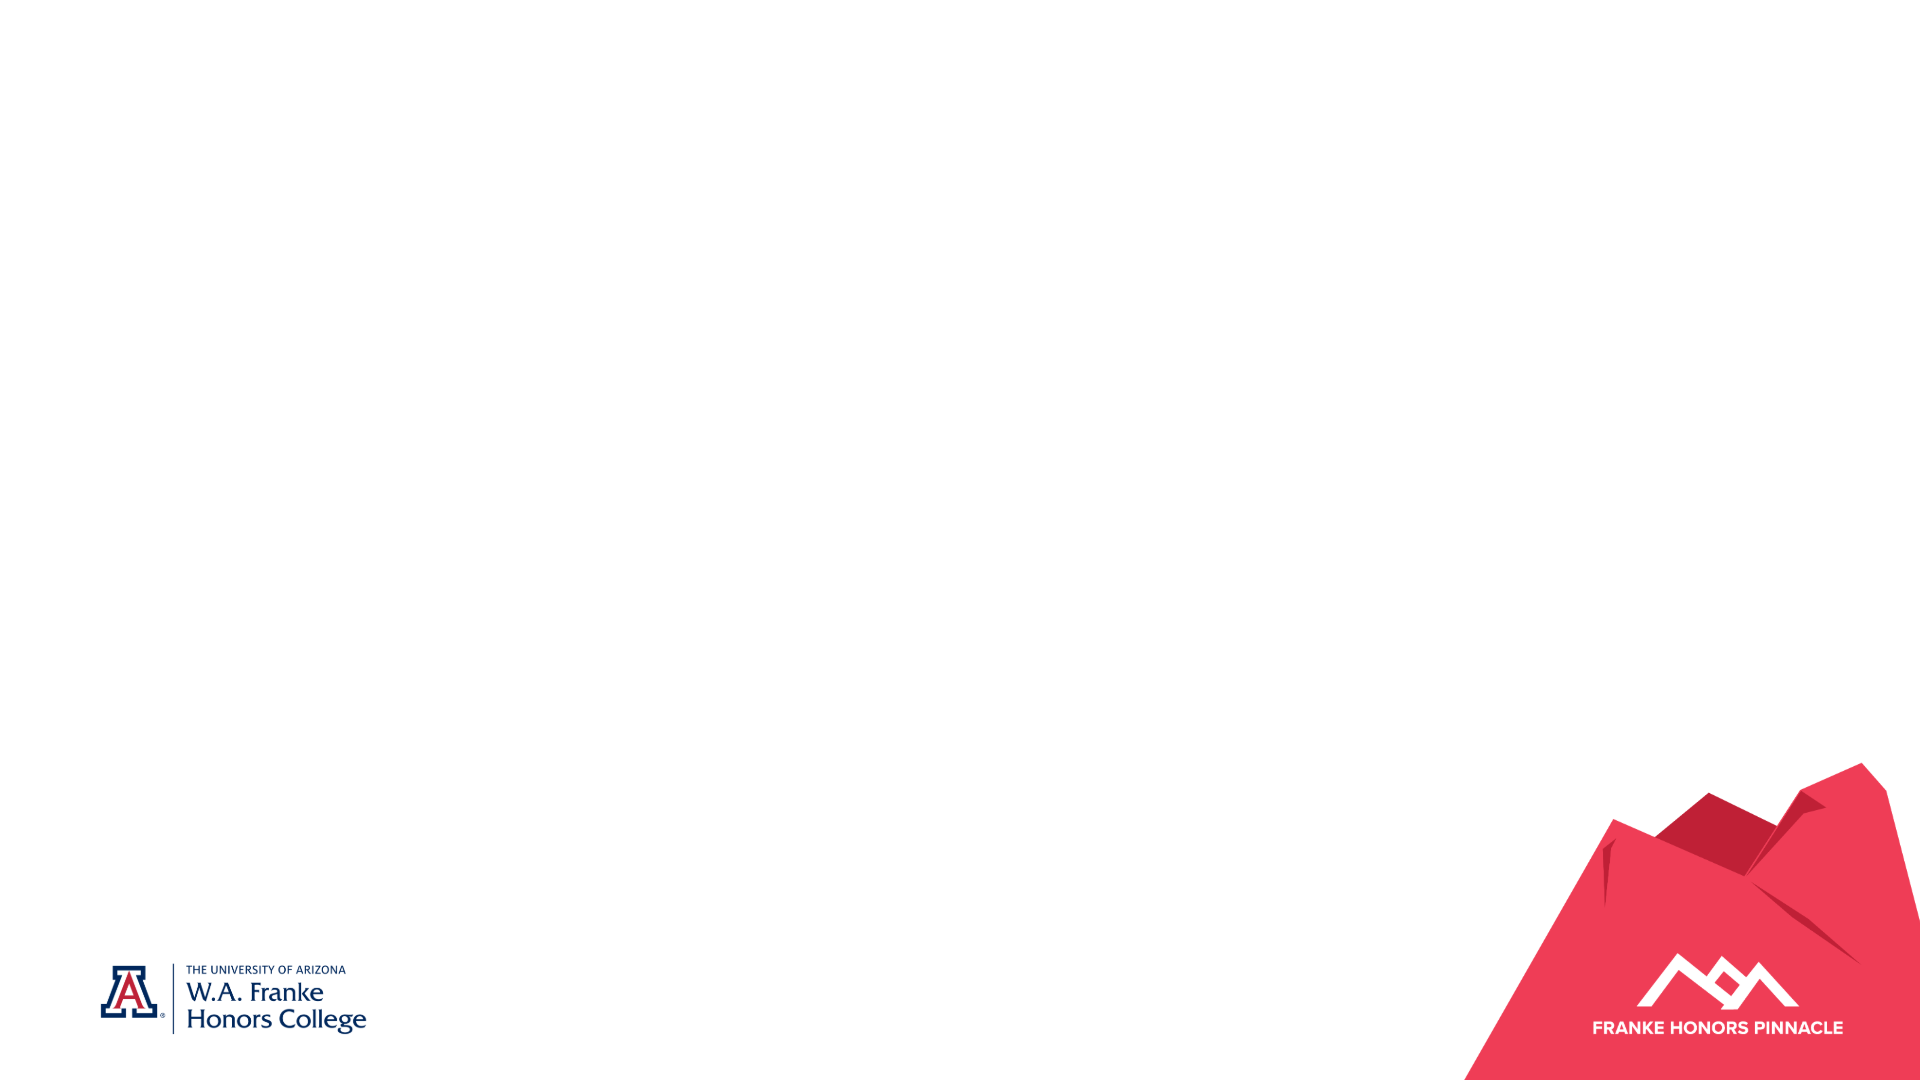 THE UNIVERSITY OF ARIZONA
W.A. Franke
Honors College
FRANKE HONORS PINNACLE